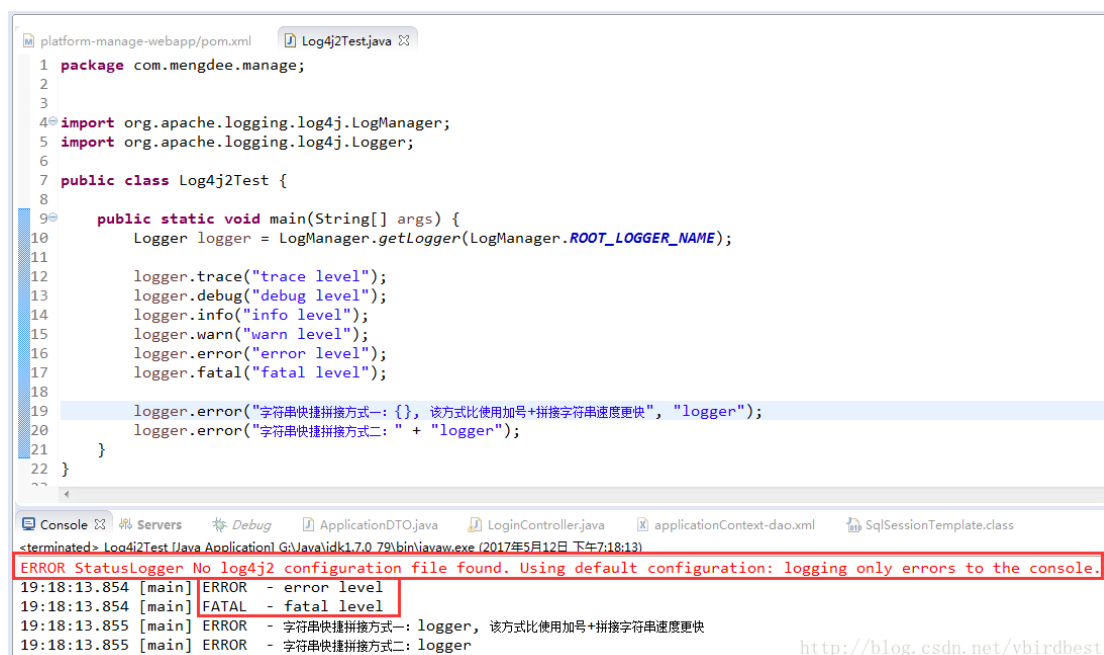 platform-manage-webapp/pom.xml Log4j2Test.java
1 package com.mengdee.manage;
2
3
4 import org.apache.logging.log4j.LogManager;
5 import org.apache.logging.log4j.Logger;
6
7 public class Log4j2Test {
8
9 public static void main(String[] args) {
10 Logger logger = LogManager.getLogger(LogManager.ROOT_LOGGER_NAME);
11
12 logger.trace("trace level");
13 logger.debug("debug level");
14 logger.info("info level");
15 logger.warn("warn level");
16 logger.error("error level");
17 logger.fatal("fatal level");
18
19 logger.error("字符串快捷拼接方式一：{}, 该方式比使用加号+拼接字符串速度更快", "logger");
20 logger.error("字符串快捷拼接方式二：" + "logger");
21 }
22 }
Console Servers Debug ApplicationDTO.java LoginController.java applicationContext-dao.xml SqlSessionTemplate.class
<terminated> Log4j2Test [Java Application] G:\Java\jdk1.7.0_79\bin\javaw.exe (2017年5月12日 下午7:18:13)
ERROR StatusLogger No log4j2 configuration file found. Using default configuration: logging only errors to the console.
19:18:13.854 [main] ERROR - error level
19:18:13.854 [main] FATAL - fatal level
19:18:13.855 [main] ERROR - 字符串快捷拼接方式一：logger, 该方式比使用加号+拼接字符串速度更快
19:18:13.855 [main] ERROR - 字符串快捷拼接方式二：logger
http://blog.csdn.net/vbirdbest